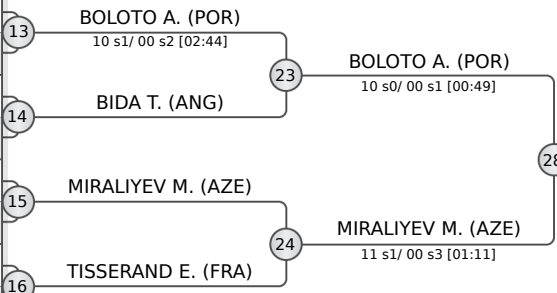 BOLOTO A. (POR)
13
10 s1/ 00 s2 [02:44]
BOLOTO A. (POR)
23
10 s0/ 00 s1 [00:49]
BIDA T. (ANG)
14
28
MIRALIYEV M. (AZE)
15
MIRALIYEV M. (AZE)
24
11 s1/ 00 s3 [01:11]
TISSERAND E. (FRA)
16